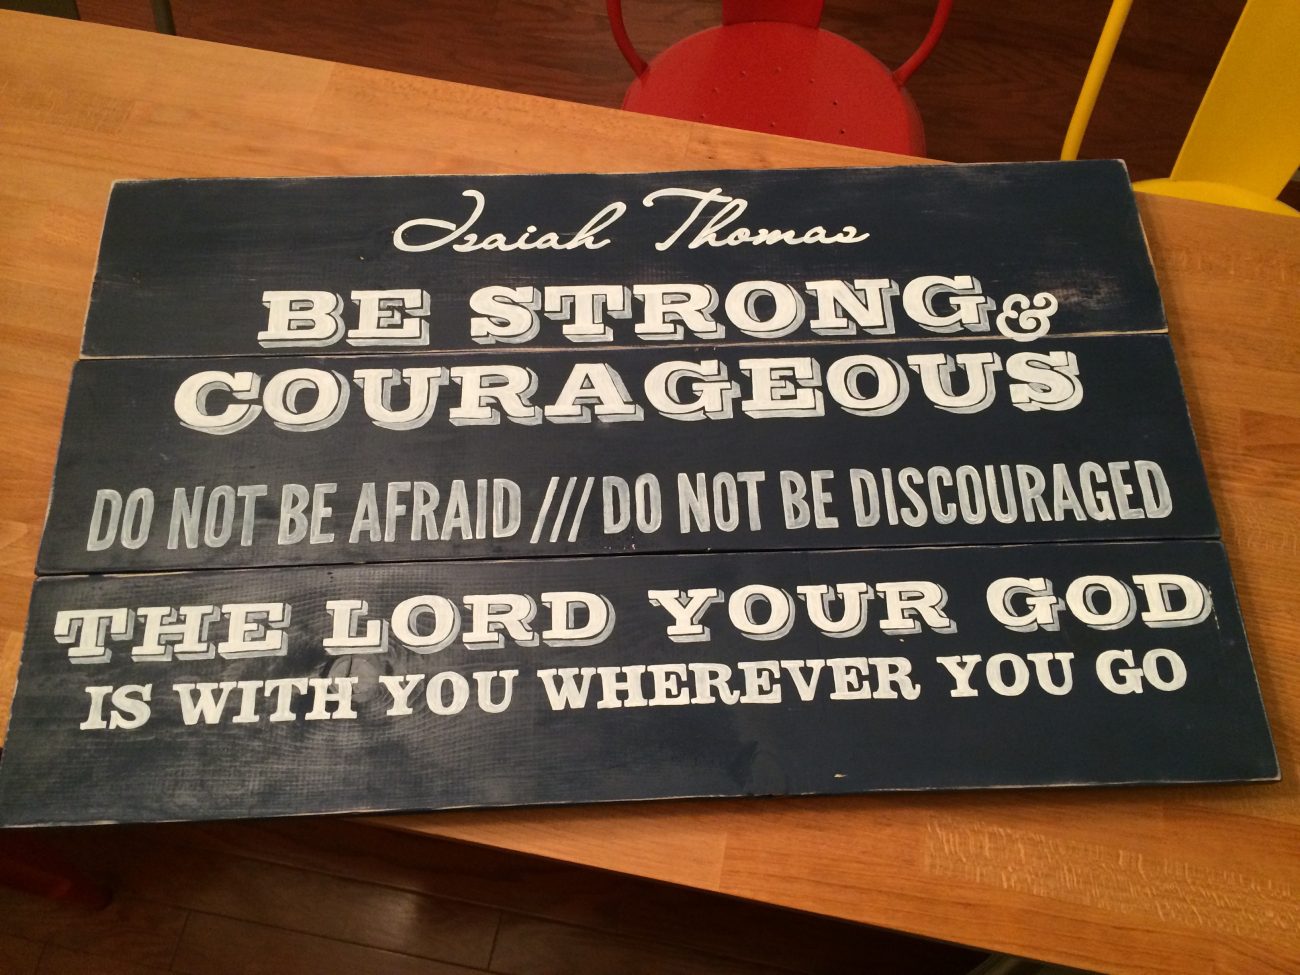 Isaiah Thomas
BE STRONG &
COURAGEOUS
DO NOT BE AFRAID /// DO NOT BE DISCOURAGED
THE LORD YOUR GOD
IS WITH YOU WHEREVER YOU GO